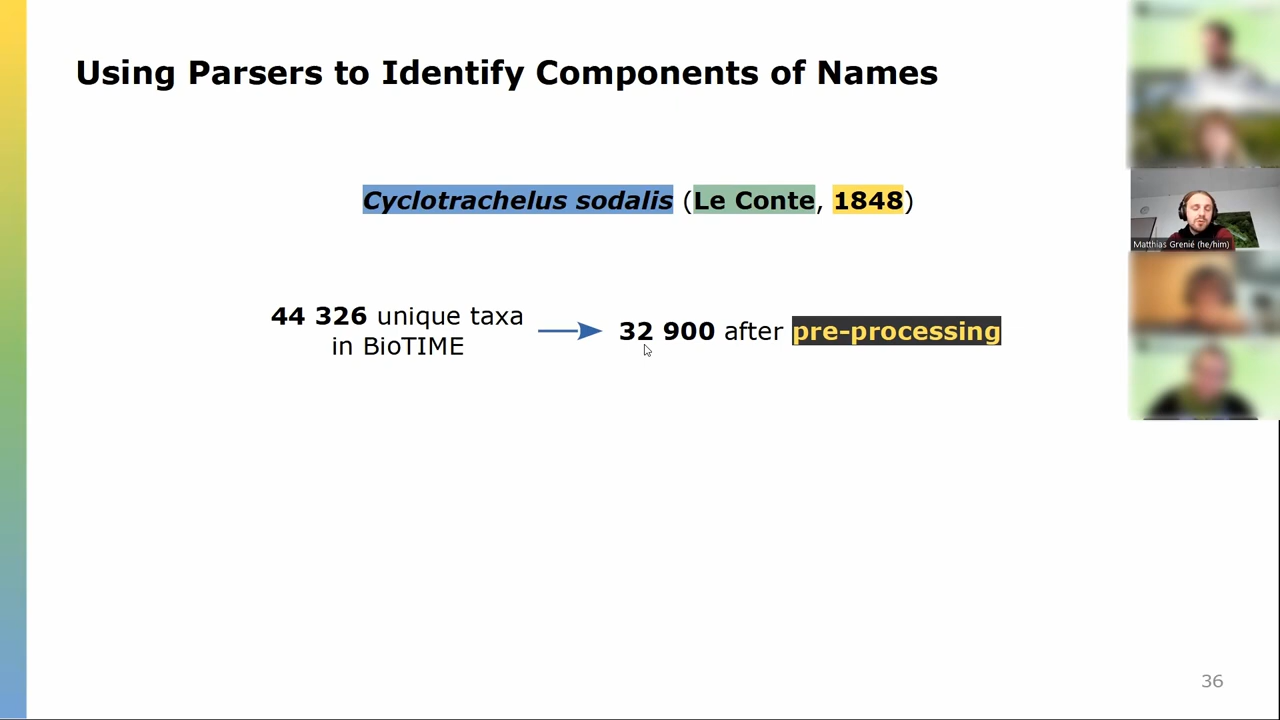 Using Parsers to Identify Components of Names
Cyclotrachelus sodalis (Le Conte, 1848)
44 326 unique taxa
in BioTIME
32 900 after pre-processing
Matthias Grenié (he/him)
36